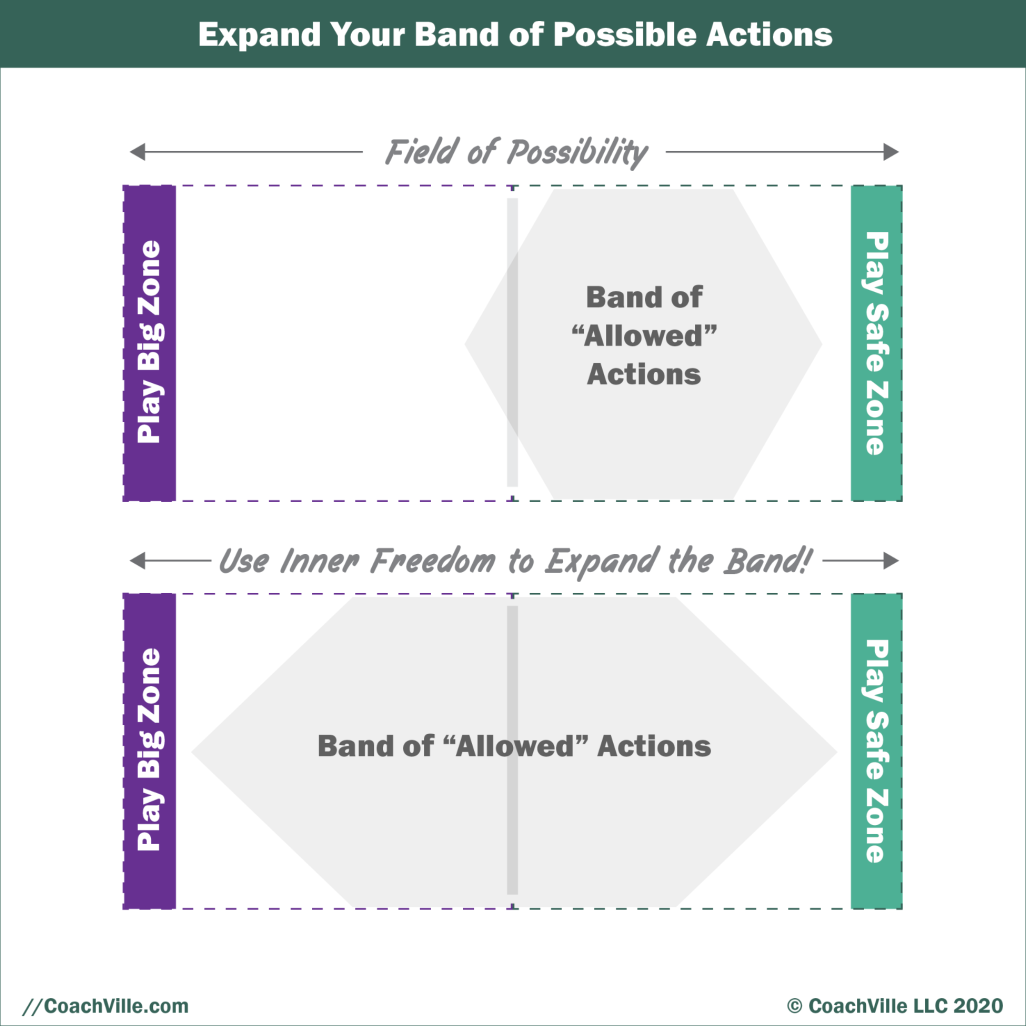 Expand Your Band of Possible Actions
Field of Possibility
Play Big Zone
Band of
“Allowed”
Actions
Play Safe Zone
Use Inner Freedom to Expand the Band!
Play Big Zone
Band of “Allowed” Actions
Play Safe Zone
//CoachVille.com
© CoachVille LLC 2020